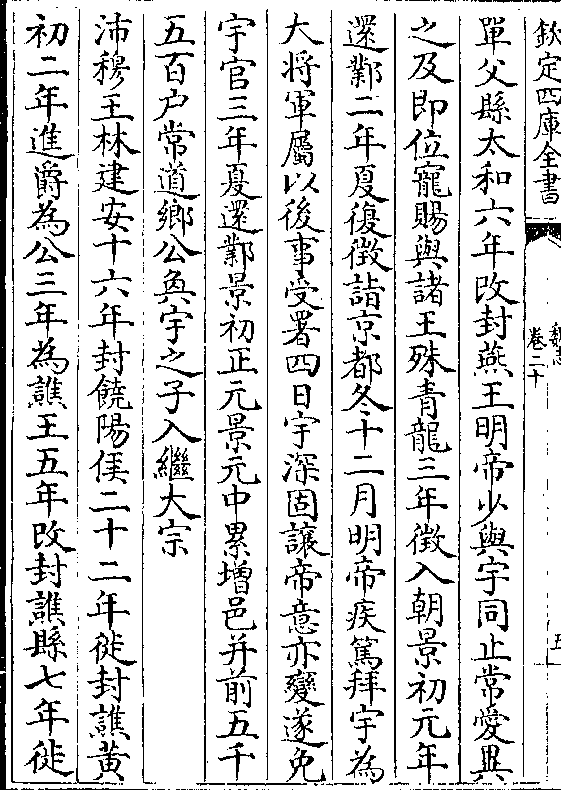 欽定四庫全書
魏志
卷二十
五
單父縣太和六年改封燕王明帝少與宇同止常愛異
之及即位寵賜與諸王殊青龍三年徵入朝景初元年
還鄴二年夏復徵詣京都冬十二月明帝疾篤拜宇為
大將軍屬以後事受署四日宇深固讓帝意亦變遂免
宇官三年夏還鄴景初正元景元中累增邑并前五千
五百户常道鄉公奐宇之子入繼大宗
沛穆王林建安十六年封饒陽侯二十二年徙封譙黃
初二年進爵為公三年為譙王五年改封譙縣七年徙